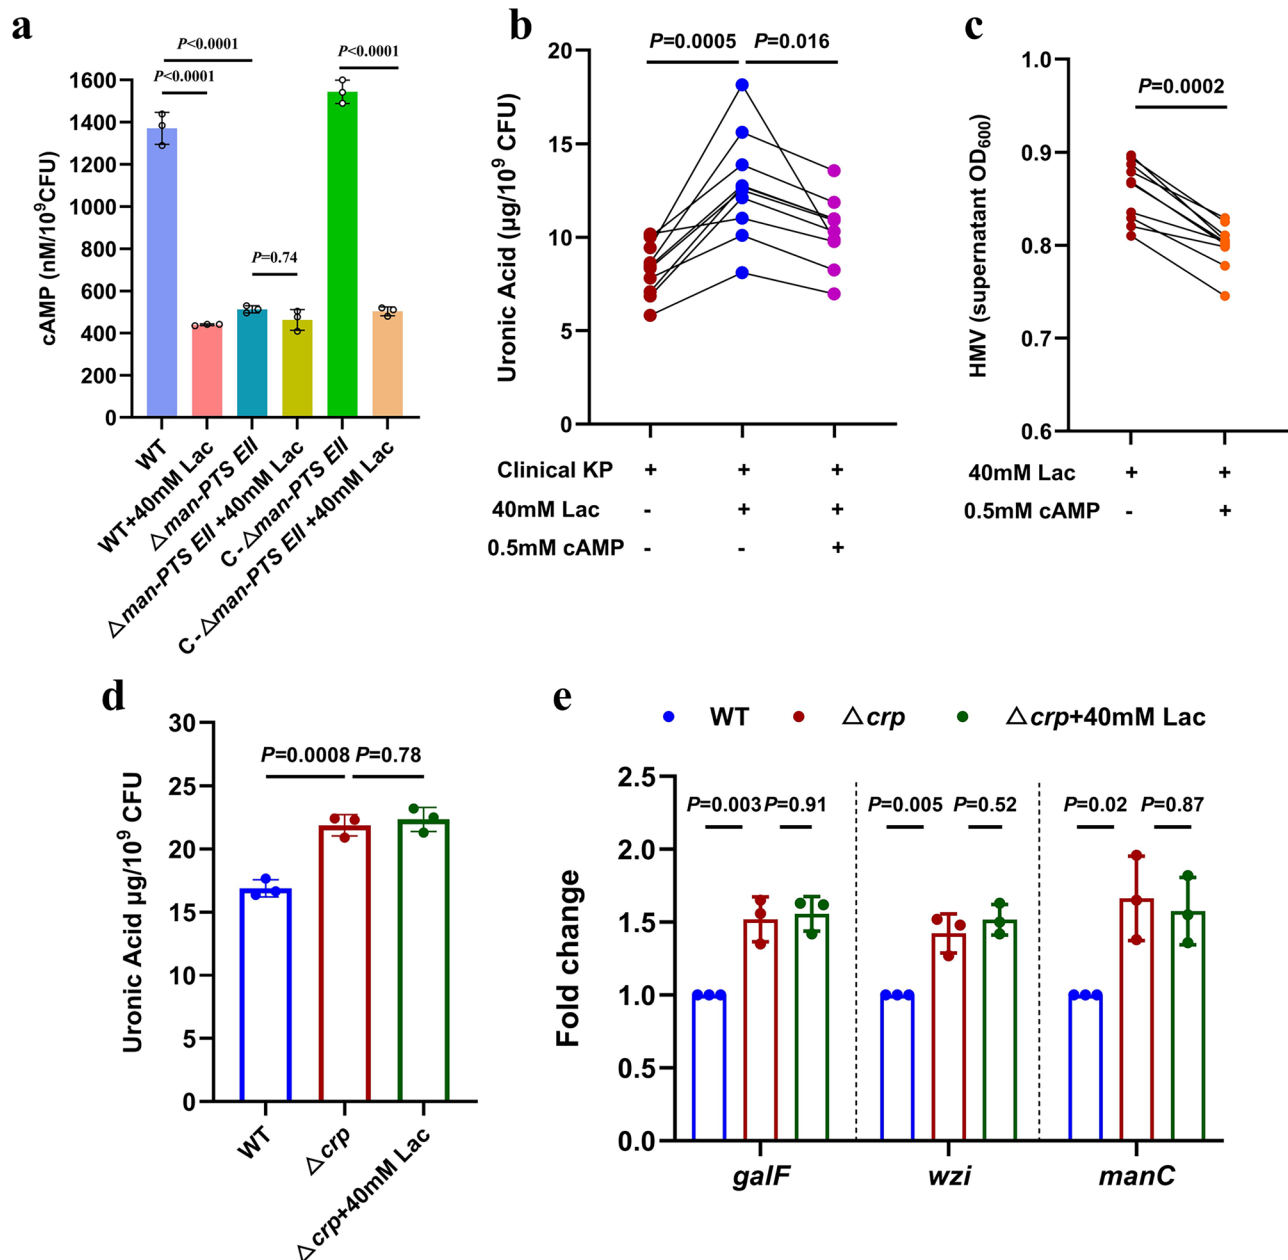 a
P<0.0001
P<0.0001
P<0.0001
P=0.74
cAMP (nM/10⁹CFU)
1600
1400
1200
1000
800
600
400
200
0
WT
WT+40mM Lac
△man-PTS EII
△man-PTS EII +40mM Lac
C-△man-PTS EII
C-△man-PTS EII +40mM Lac
b
P=0.0005
P=0.016
Uronic Acid (µg/10⁹ CFU)
20
15
10
5
0
Clinical KP + + +
40mM Lac - + +
0.5mM cAMP - - +
c
P=0.0002
HMV (supernatant OD₆₀₀)
1.0
0.9
0.8
0.7
0.6
40mM Lac + +
0.5mM cAMP - +
d
P=0.0008
P=0.78
Uronic Acid µg/10⁹ CFU
30
25
20
15
10
5
0
WT
△crp
△crp+40mM Lac
e
WT
△crp
△crp+40mM Lac
P=0.003
P=0.91
P=0.005
P=0.52
P=0.02
P=0.87
Fold change
2.5
2.0
1.5
1.0
0.5
0.0
galF
wzi
manC